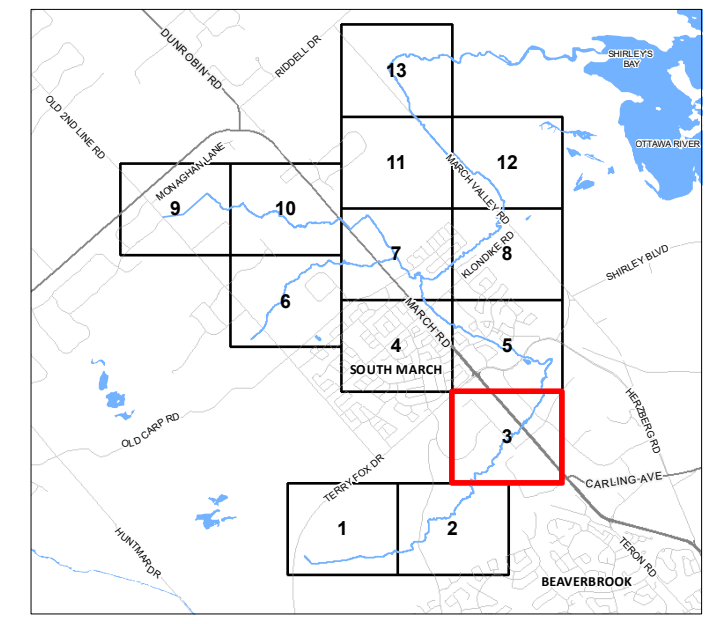 DUNROBIN RD
RIDDELL DR
SHIRLEY'S
BAY
13
OLD 2ND LINE RD
OTTAWA RIVER
MONAGHAN LANE
11
12
MARCH VALLEY RD
9
10
7
KLONDIKE RD
8
SHIRLEY BLVD
6
MARCH RD
4
5
SOUTH MARCH
HERZBERG RD
OLD CARP RD
3
TERRY FOX DR
CARLING AVE
1
2
HUNTMAR DR
TERON RD
BEAVERBROOK